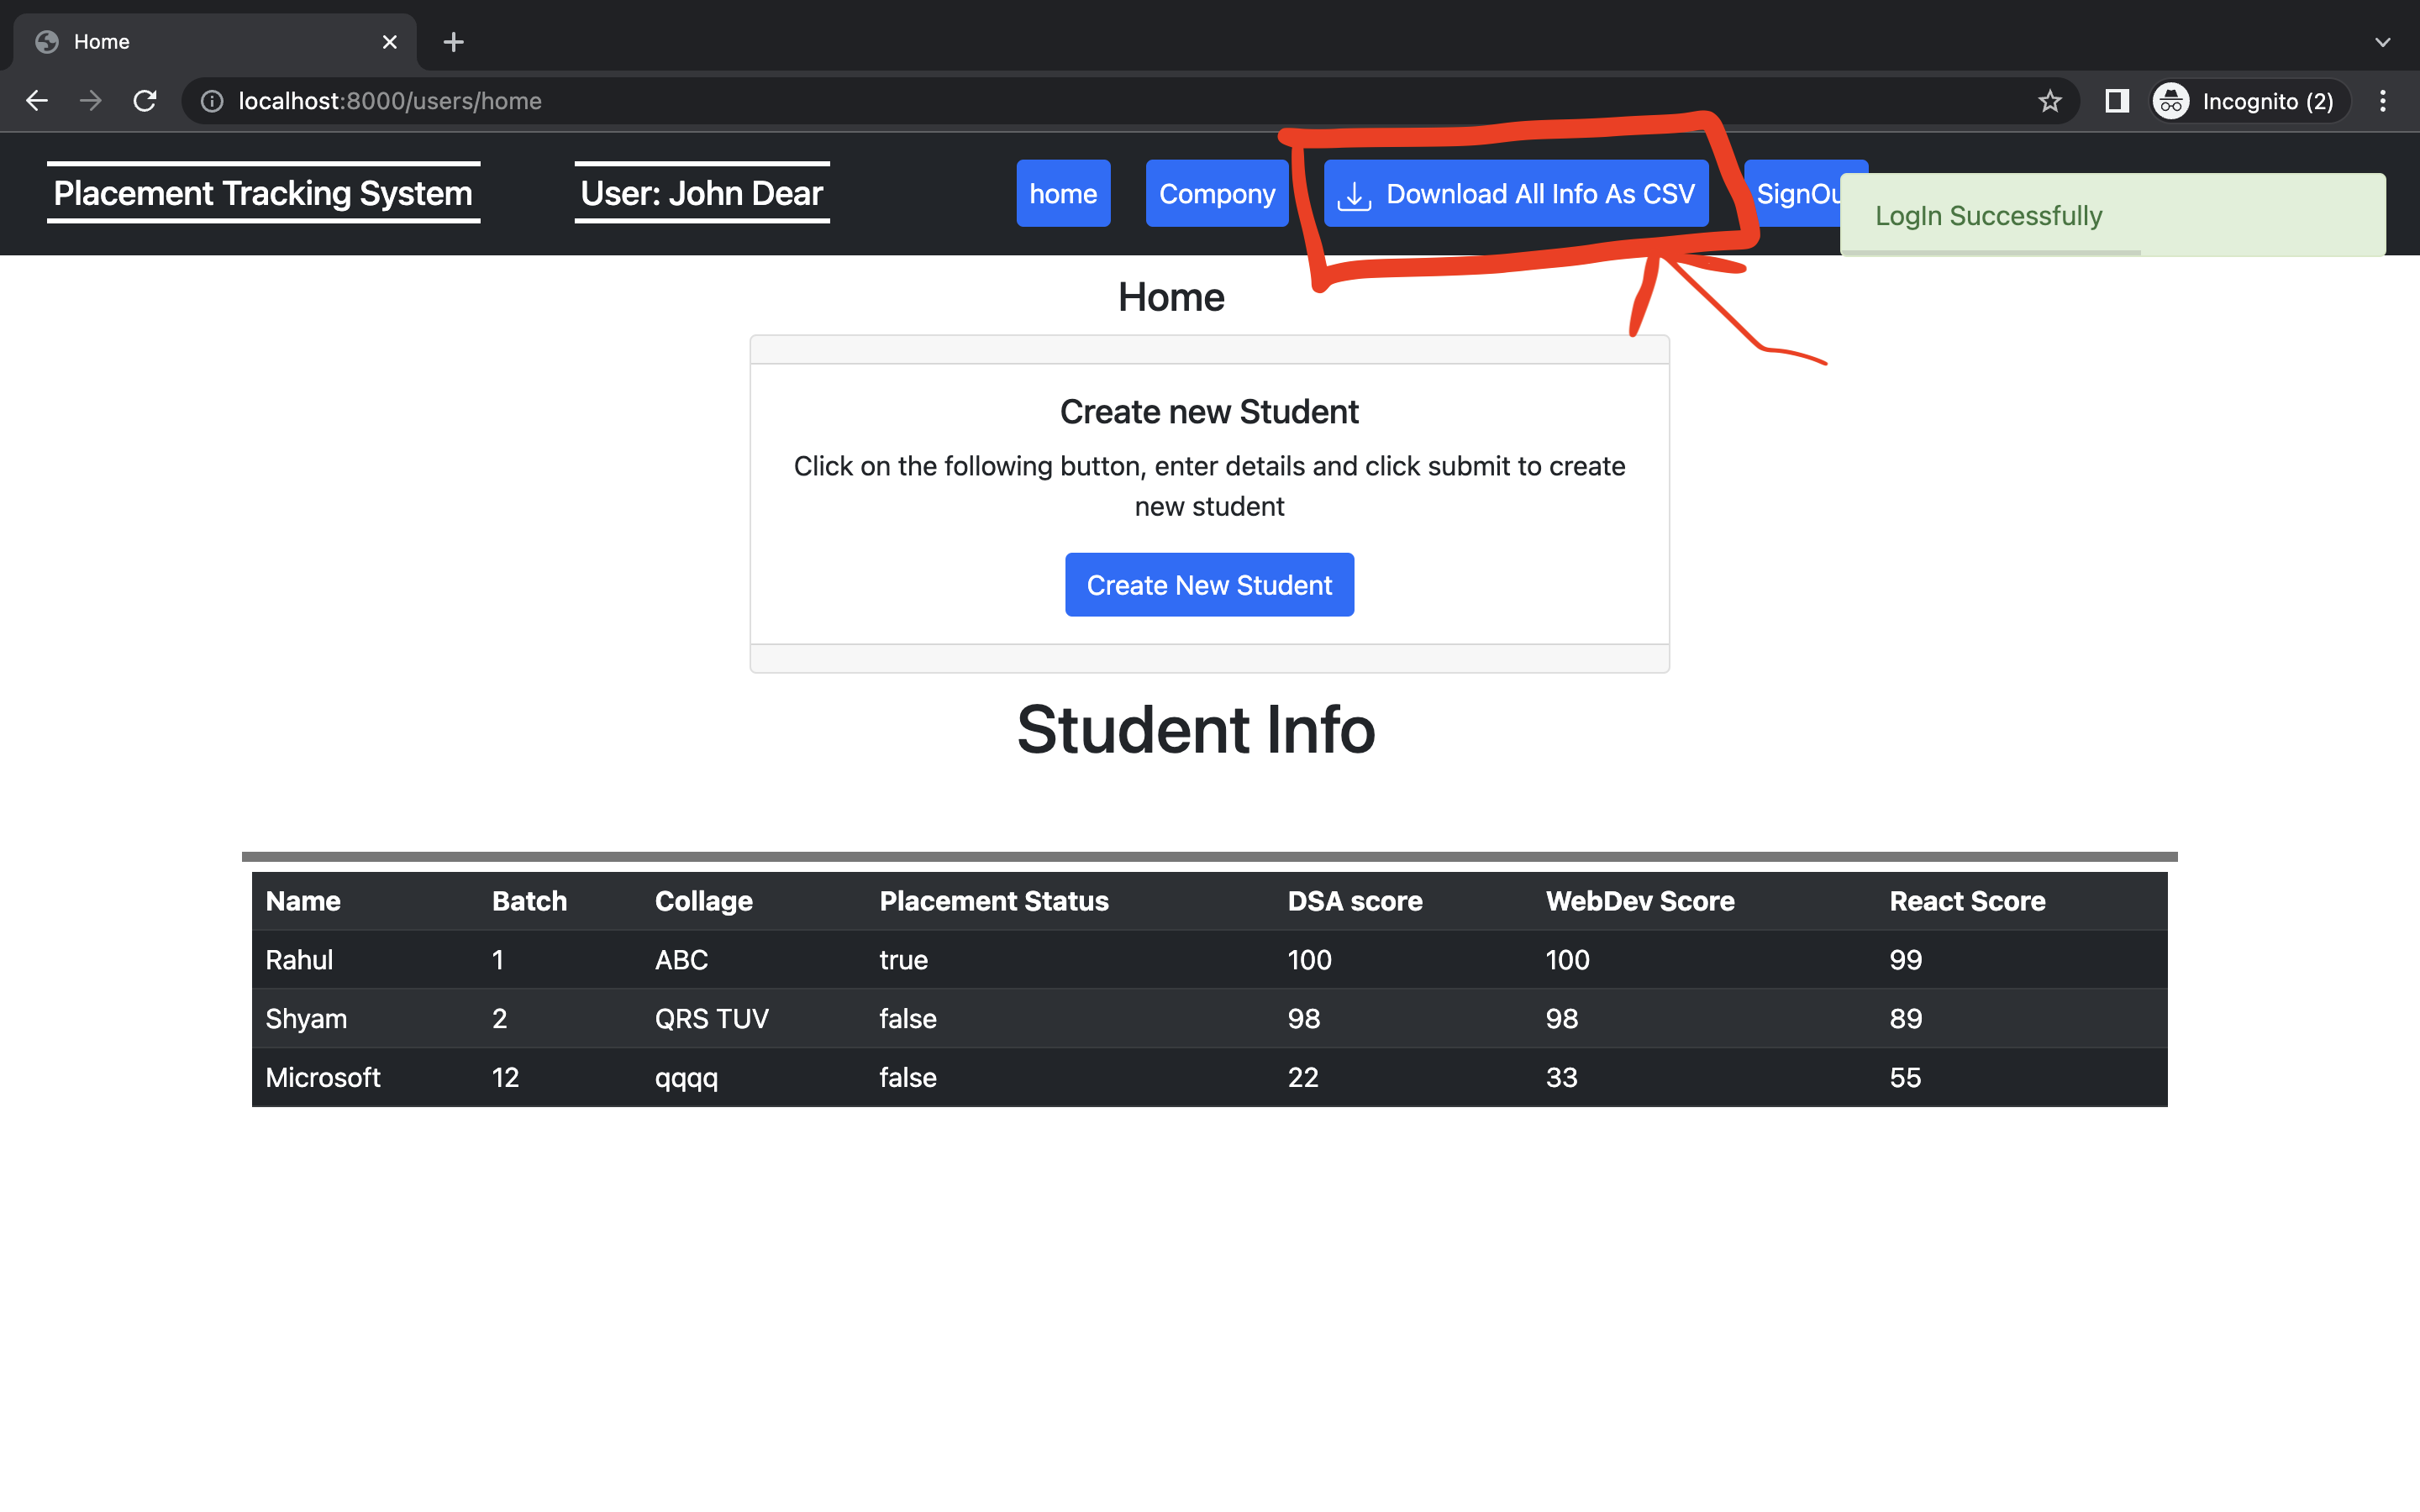 Home
localhost:8000/users/home
Incognito (2)
Placement Tracking System
User: John Dear
home
Compony
Download All Info As CSV
SignOu
LogIn Successfully
Home
Create new Student
Click on the following button, enter details and click submit to create
new student
Create New Student
Student Info
Name Batch Collage Placement Status DSA score WebDev Score React Score
Rahul 1 ABC true 100 100 99
Shyam 2 QRS TUV false 98 98 89
Microsoft 12 qqqq false 22 33 55